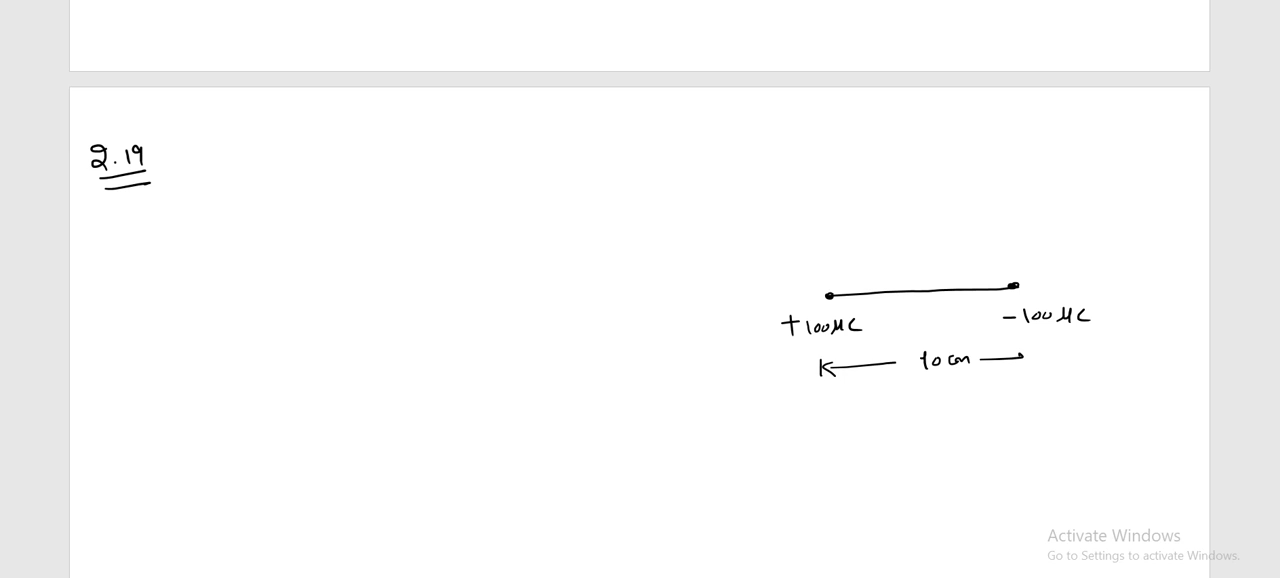 2.19
+100μC
-100μC
10 cm
Activate Windows
Go to Settings to activate Windows.